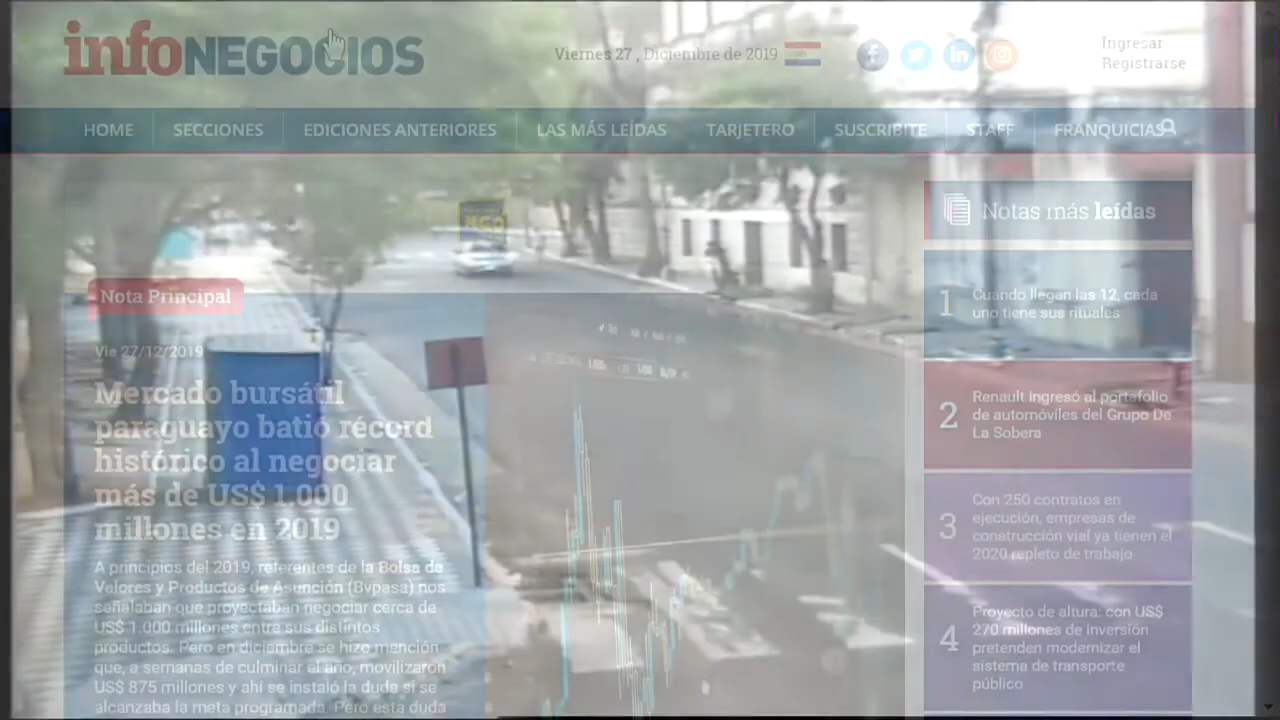 infoNEGOCIOS
Viernes 27 , Diciembre de 2019
Ingresar
Registrarse
HOME
SECCIONES
EDICIONES ANTERIORES
LAS MÁS LEÍDAS
TARJETERO
SUSCRIBITE
STAFF
FRANQUICIAS
Nota Principal
Vie 27/12/2019
Mercado bursátil
paraguayo batió récord
histórico al negociar
más de US$ 1.000
millones en 2019
A principios del 2019, referentes de la Bolsa de
Valores y Productos de Asunción (Bvpasa) nos
señalaban que proyectaban negociar cerca de
US$ 1.000 millones entre sus distintos
productos. Pero en diciembre se hizo mención
que, a semanas de culminar el año, movilizaron
US$ 875 millones y ahí se instaló la duda si se
alcanzaba la meta programada. Pero esta duda
Notas más leídas
1
Cuando llegan las 12, cada
uno tiene sus rituales
2
Renault ingresó al portafolio
de automóviles del Grupo De
La Sobera
3
Con 250 contratos en
ejecución, empresas de
construcción vial ya tienen el
2020 repleto de trabajo
4
Proyecto de altura: con US$
270 millones de inversión
pretenden modernizar el
sistema de transporte
público